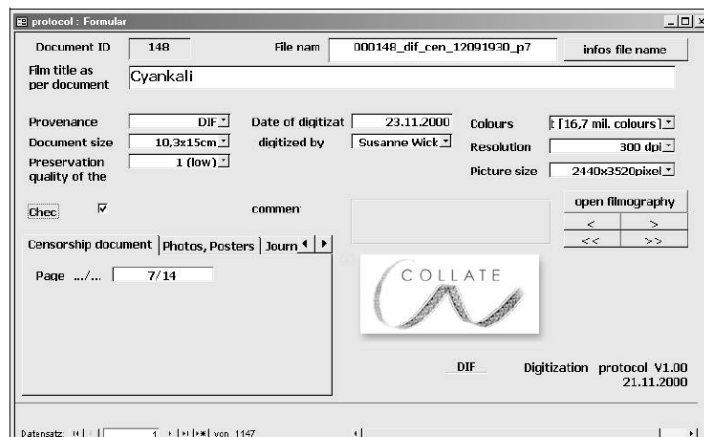 protocol : Formular
Document ID 148 File nam 000148_dif_cen_12091930_p7 infos file name
Film title as per document Cyankali
Provenance DIF Date of digitizat 23.11.2000 Colours t [16,7 mil. colours]
Document size 10,3x15cm digitized by Susanne Wick Resolution 300 dpi
Preservation quality of the 1 (low) Picture size 2440x3520pixel
open filmography
Chec commen < >
<< >>
Censorship document Photos, Posters Journ
Page .../... 7/14
COLLATE
DIF Digitization protocol V1.00
21.11.2000
Datensatz: 1 von 1147